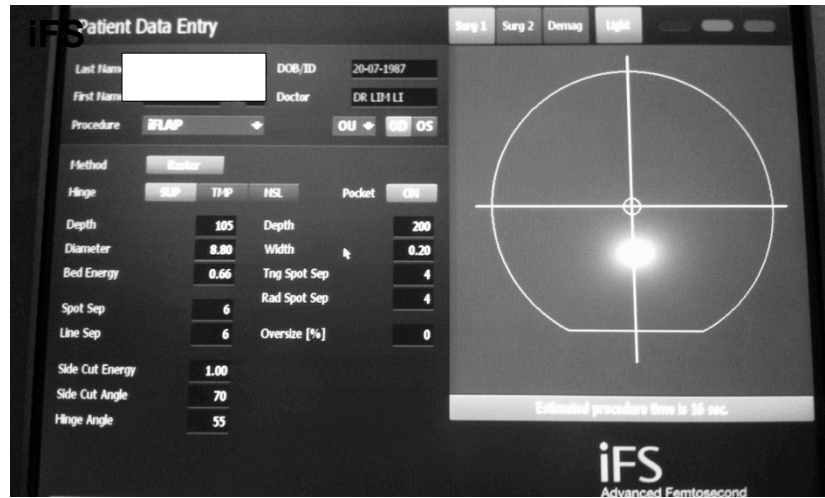 iFS
Patient Data Entry
Surg 1 Surg 2 Demag Light
Last Name DOB/ID 20-07-1987
First Name Doctor DR LIM LI
Procedure iFLAP OU OD OS
Method Raster
Hinge SUP TMP NSL Pocket ON
Depth 105 Depth 200
Diameter 8.80 Width 0.20
Bed Energy 0.66 Tng Spot Sep 4
Rad Spot Sep 4
Spot Sep 6
Line Sep 6 Oversize [%] 0
Side Cut Energy 1.00
Side Cut Angle 70
Hinge Angle 55
Estimated procedure time is 16 sec.
iFS
Advanced Femtosecond